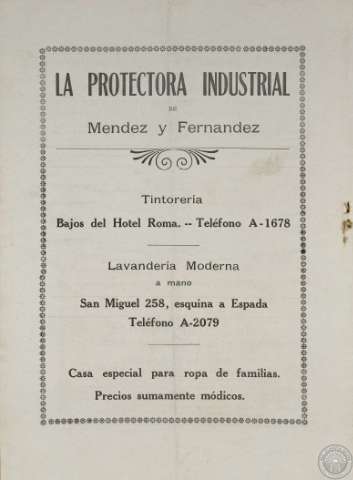 LA PROTECTORA INDUSTRIAL
DE
Mendez y Fernandez
Tintorería
Bajos del Hotel Roma. -- Teléfono A-1678
Lavandería Moderna
a mano
San Miguel 258, esquina a Espada
Teléfono A-2079
Casa especial para ropa de familias.
Precios sumamente módicos.